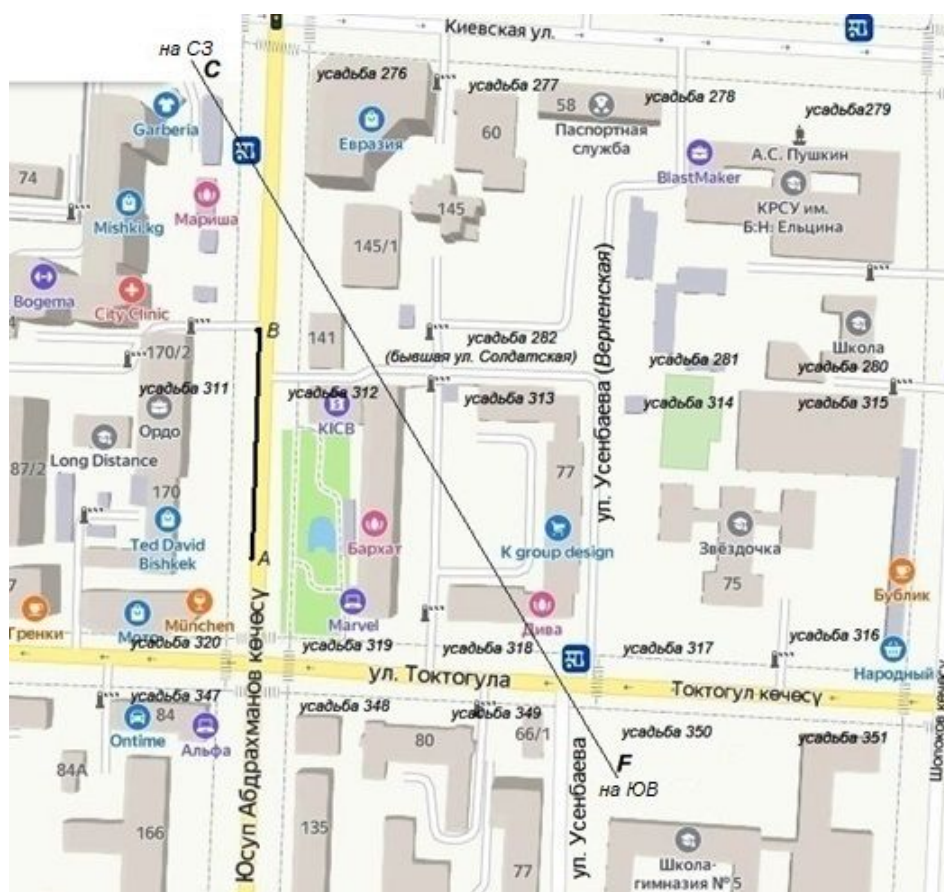 Киевская ул.
на СЗ
C
усадьба 276
усадьба 277
усадьба 278
усадьба279
Garberia
Евразия
60
58
Паспортная
служба
А.С. Пушкин
BlastMaker
КРСУ им.
Б.Н. Ельцина
74
Mishki.kg
Мариша
145
145/1
Bogema
City Clinic
B
141
усадьба 282
(бывшая ул. Солдатская)
ул. Усенбаева (Верненская)
усадьба 281
Школа
усадьба 280
170/2
усадьба 311
Ордо
усадьба 312
KICB
усадьба 313
усадьба 314
усадьба 315
Long Distance
87/2
170
77
Ted David
Bishkek
A
Бархат
K group design
Звёздочка
75
Бублик
München
Marvel
Дива
усадьба 320
усадьба 319
усадьба 318
усадьба 317
усадьба 316
Народный
ул. Токтогула
Токтогул көчөсү
Юсуп Абдрахманов көчөсү
усадьба 347
84
Ontime
Альфа
усадьба 348
усадьба 349
80
66/1
усадьба 350
усадьба 351
F
на ЮВ
84А
166
135
77
ул. Усенбаева
Школа-
гимназия № 5